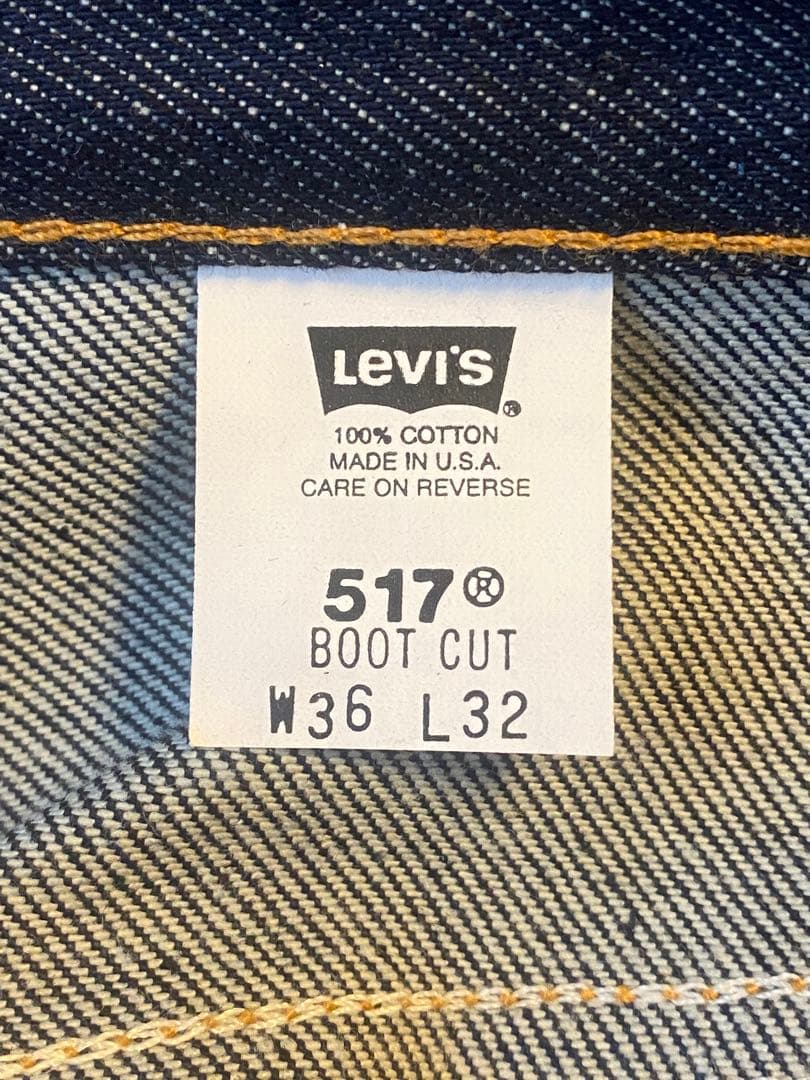 LEVI'S®
100% COTTON
MADE IN U.S.A.
CARE ON REVERSE
517®
BOOT CUT
W36 L32